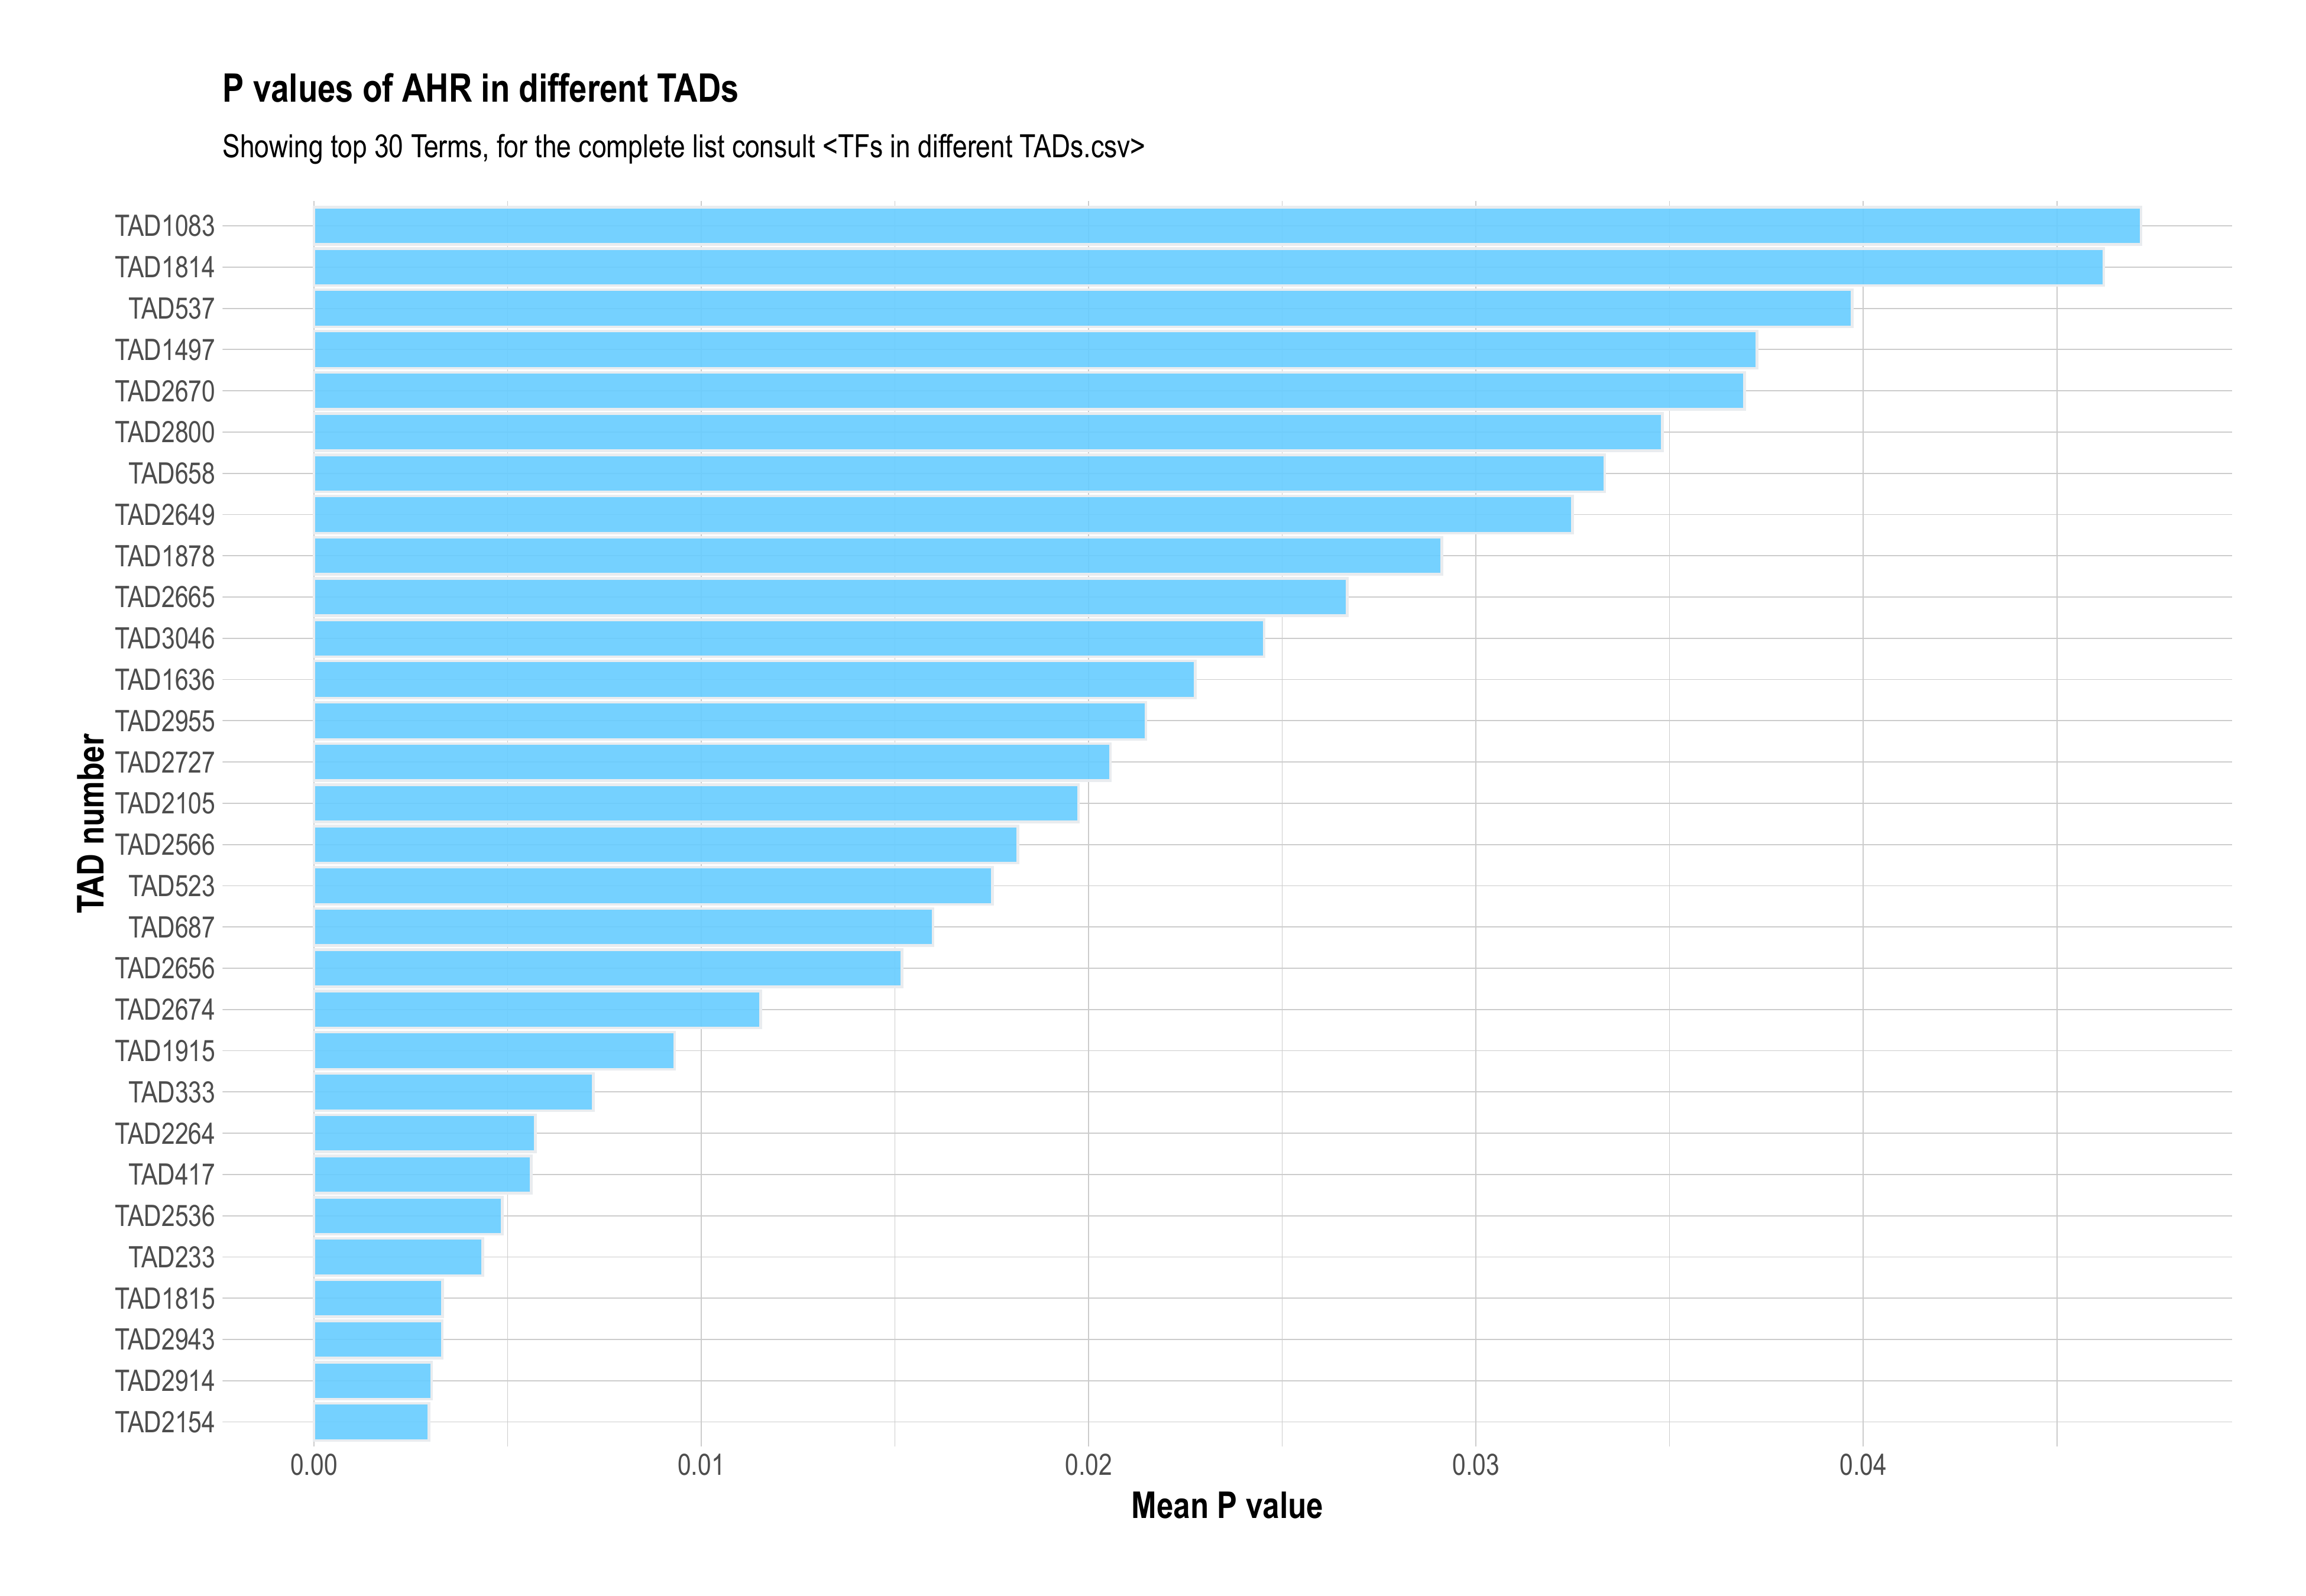 P values of AHR in different TADs
Showing top 30 Terms, for the complete list consult <TFs in different TADs.csv>
TAD number
TAD1083
TAD1814
TAD537
TAD1497
TAD2670
TAD2800
TAD658
TAD2649
TAD1878
TAD2665
TAD3046
TAD1636
TAD2955
TAD2727
TAD2105
TAD2566
TAD523
TAD687
TAD2656
TAD2674
TAD1915
TAD333
TAD2264
TAD417
TAD2536
TAD233
TAD1815
TAD2943
TAD2914
TAD2154
0.00 0.01 0.02 0.03 0.04
Mean P value